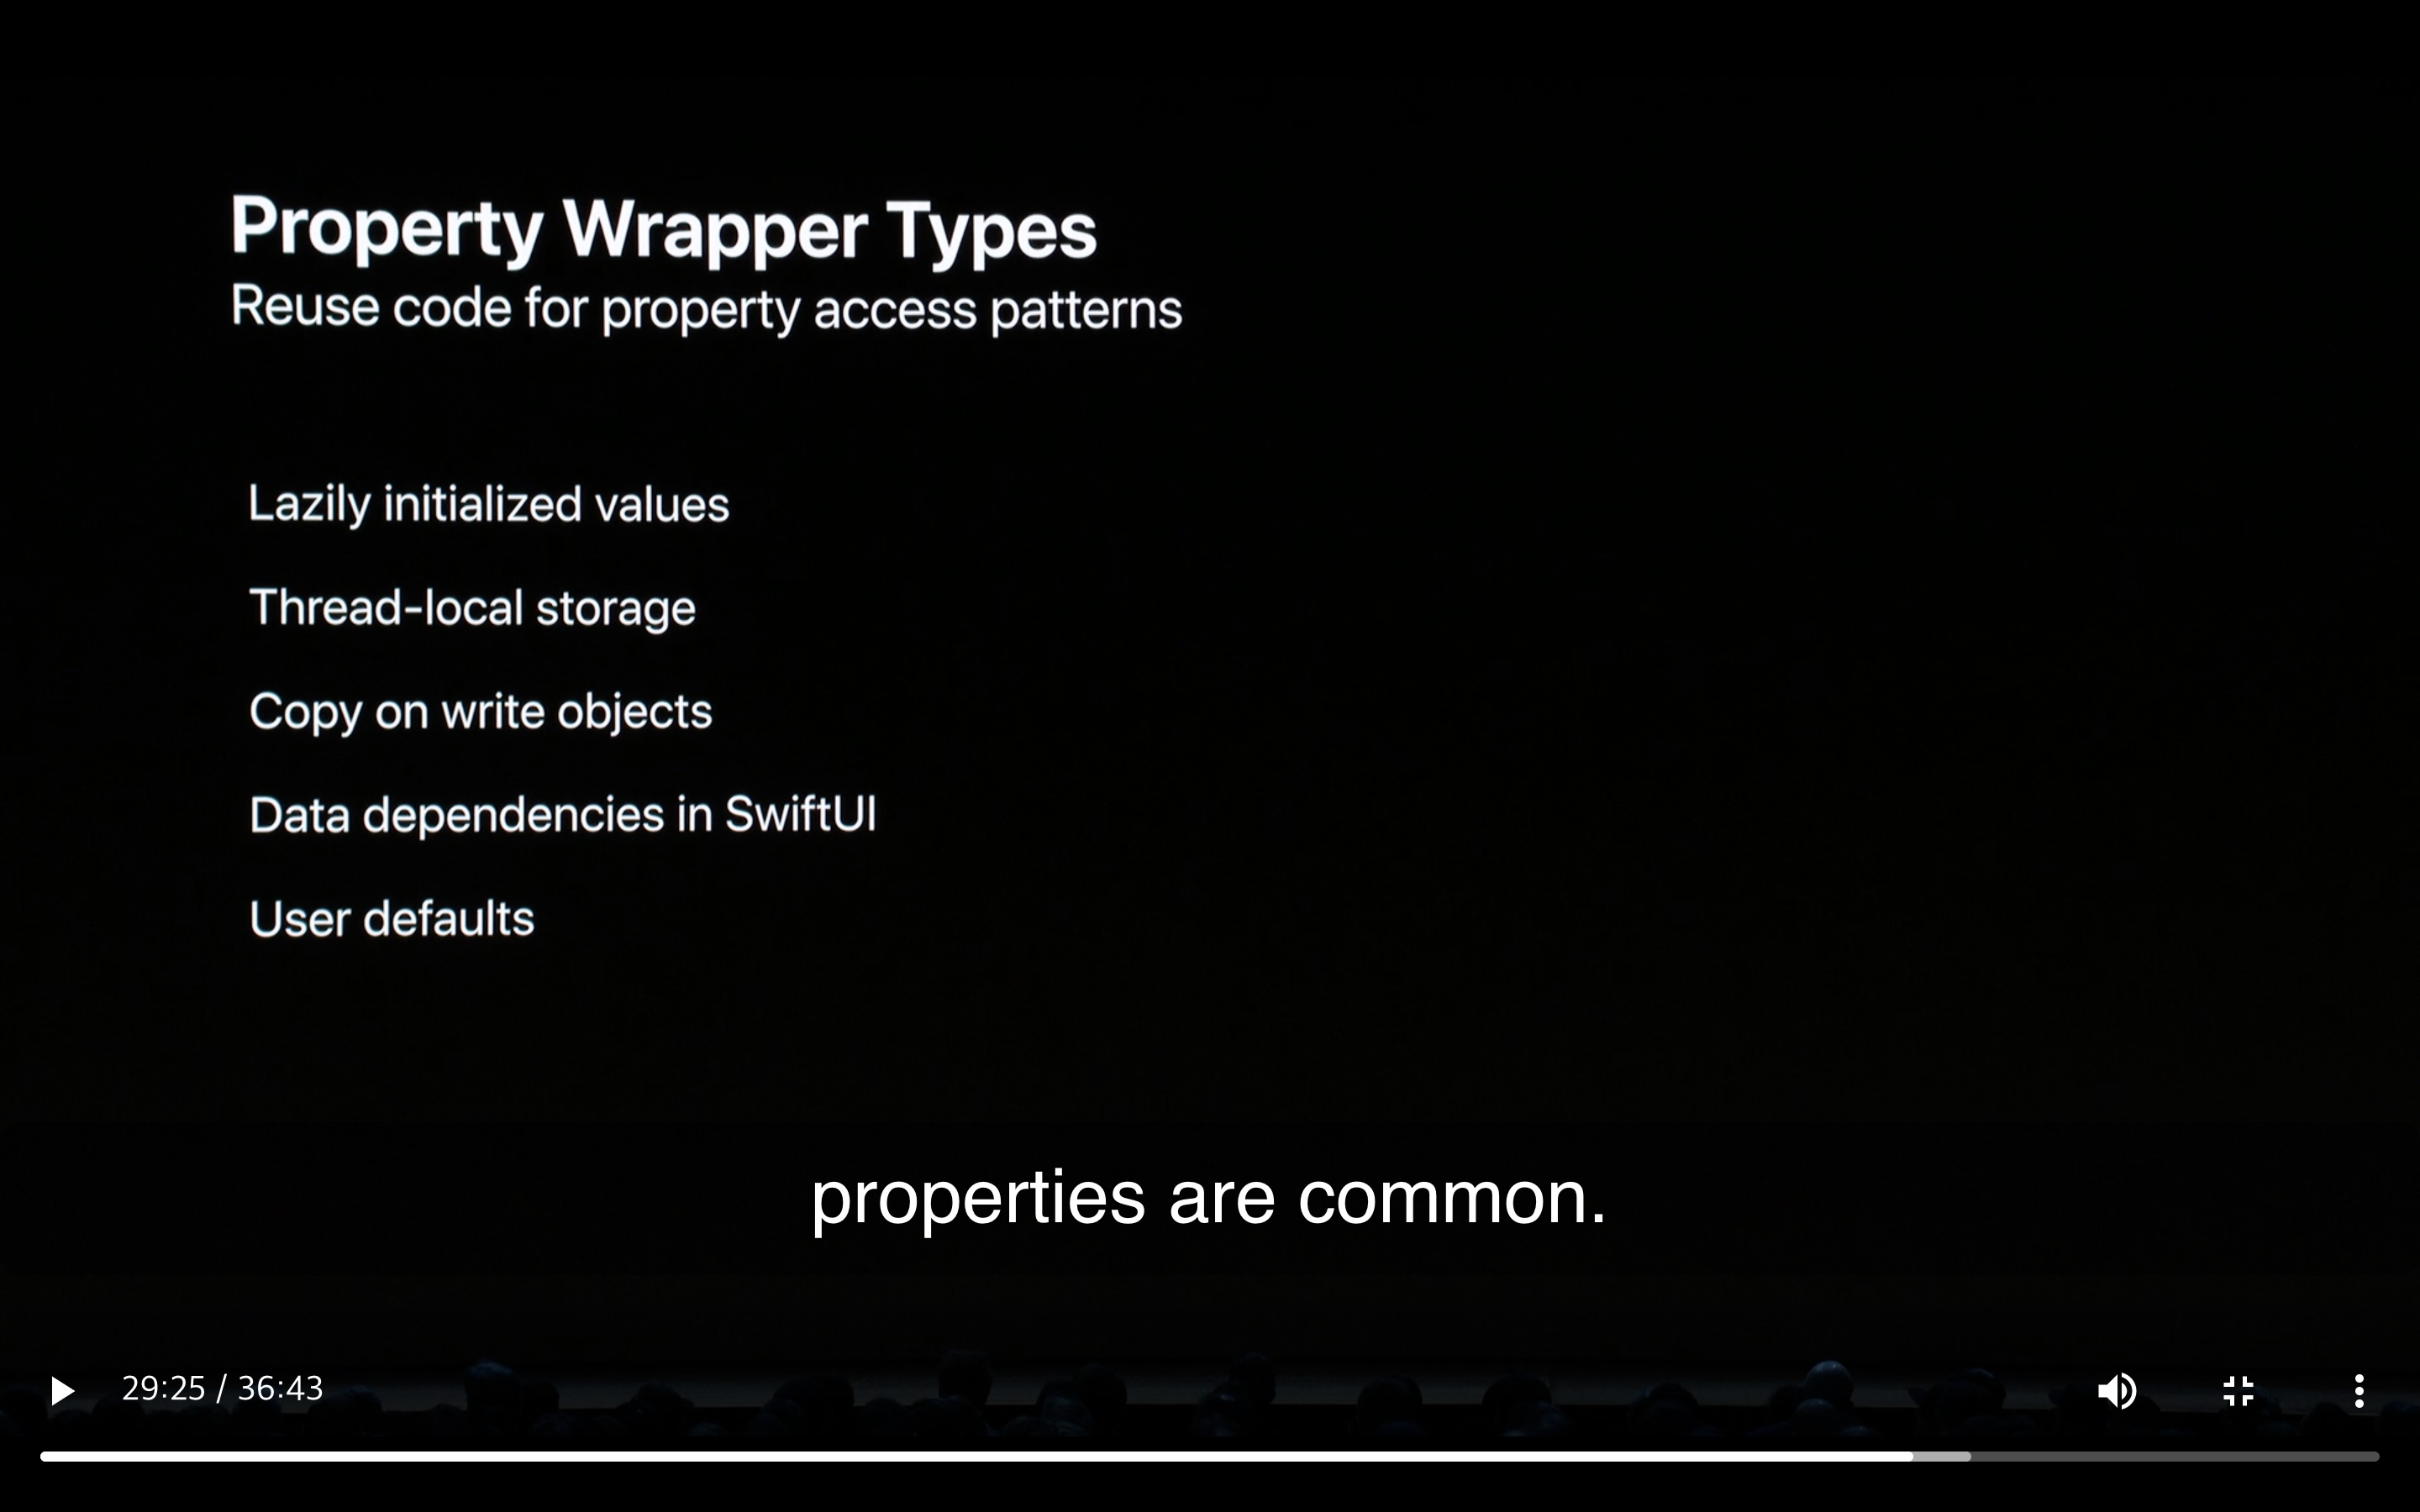 Property Wrapper Types
Reuse code for property access patterns
Lazily initialized values
Thread-local storage
Copy on write objects
Data dependencies in SwiftUI
User defaults
properties are common.
29:25 / 36:43